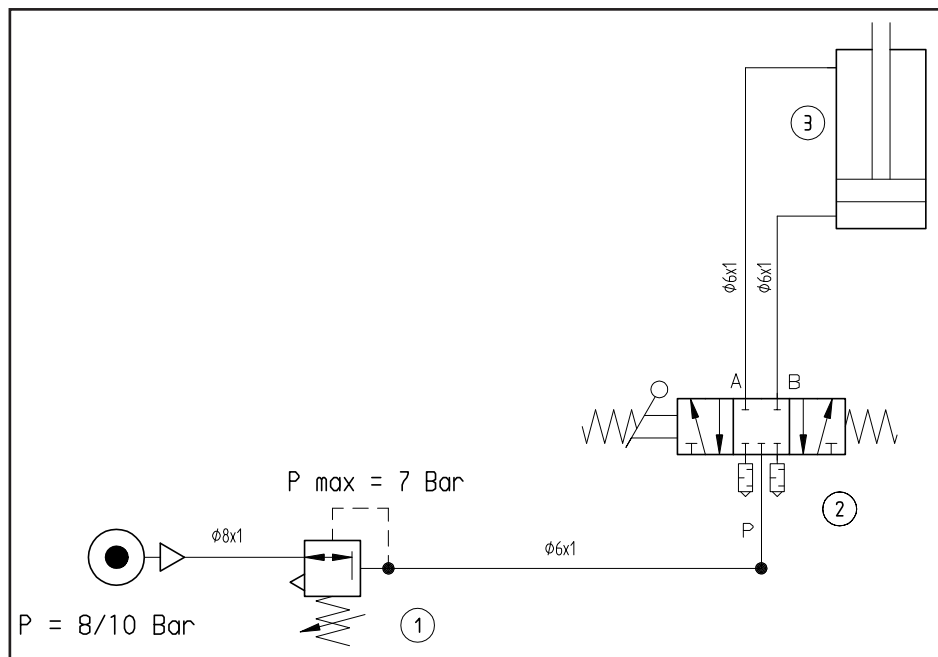 3
Φ6x1
Φ6x1
A
B
P max = 7 Bar
2
Φ8x1
P
Φ6x1
P = 8/10 Bar
1